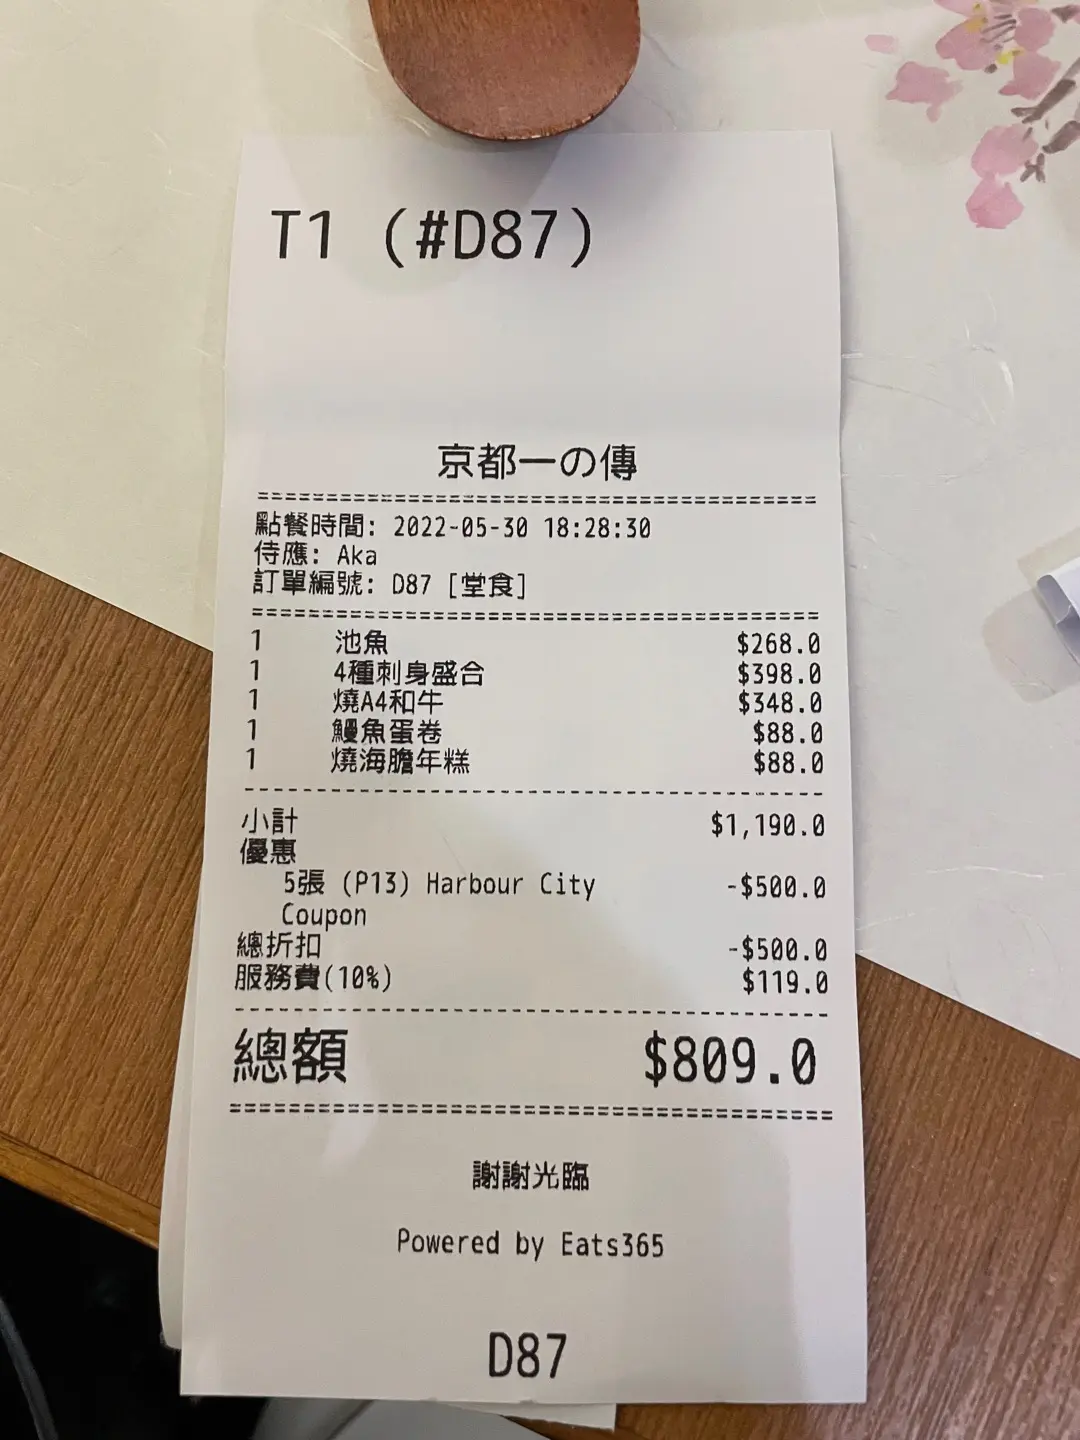 T1 (#D87)
京都一の傳
================================================
點餐時間: 2022-05-30 18:28:30
侍應: Aka
訂單編號: D87 [堂食]
================================================
1 池魚 $268.0
1 4種刺身盛合 $398.0
1 燒A4和牛 $348.0
1 鰻魚蛋卷 $88.0
1 燒海膽年糕 $88.0
------------------------------------------------
小計 $1,190.0
優惠
5張 (P13) Harbour City -$500.0
Coupon
總折扣 -$500.0
服務費(10%) $119.0
------------------------------------------------
總額 $809.0
================================================
謝謝光臨
Powered by Eats365
D87